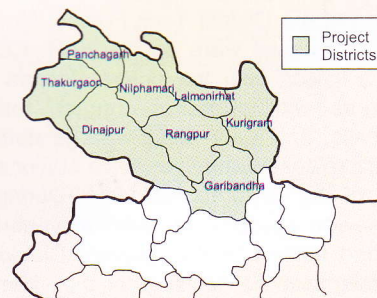 Project
Districts
Panchagarh
Thakurgaon
Nilphamari
Lalmonirhat
Kurigram
Dinajpur
Rangpur
Garibandha